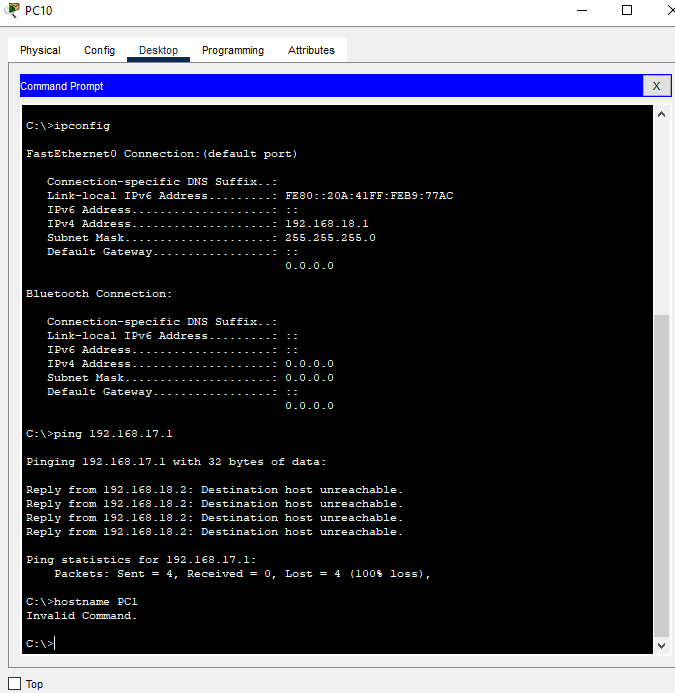 PC10
Physical Config Desktop Programming Attributes
Command Prompt
X
C:\>ipconfig
FastEthernet0 Connection:(default port)
Connection-specific DNS Suffix..:
Link-local IPv6 Address.........: FE80::20A:41FF:FEB9:77AC
IPv6 Address....................: ::
IPv4 Address....................: 192.168.18.1
Subnet Mask.....................: 255.255.255.0
Default Gateway.................: ::
0.0.0.0
Bluetooth Connection:
Connection-specific DNS Suffix..:
Link-local IPv6 Address.........: ::
IPv6 Address....................: ::
IPv4 Address....................: 0.0.0.0
Subnet Mask.....................: 0.0.0.0
Default Gateway.................: ::
0.0.0.0
C:\>ping 192.168.17.1
Pinging 192.168.17.1 with 32 bytes of data:
Reply from 192.168.18.2: Destination host unreachable.
Reply from 192.168.18.2: Destination host unreachable.
Reply from 192.168.18.2: Destination host unreachable.
Reply from 192.168.18.2: Destination host unreachable.
Ping statistics for 192.168.17.1:
Packets: Sent = 4, Received = 0, Lost = 4 (100% loss),
C:\>hostname PC1
Invalid Command.
C:\>
Top